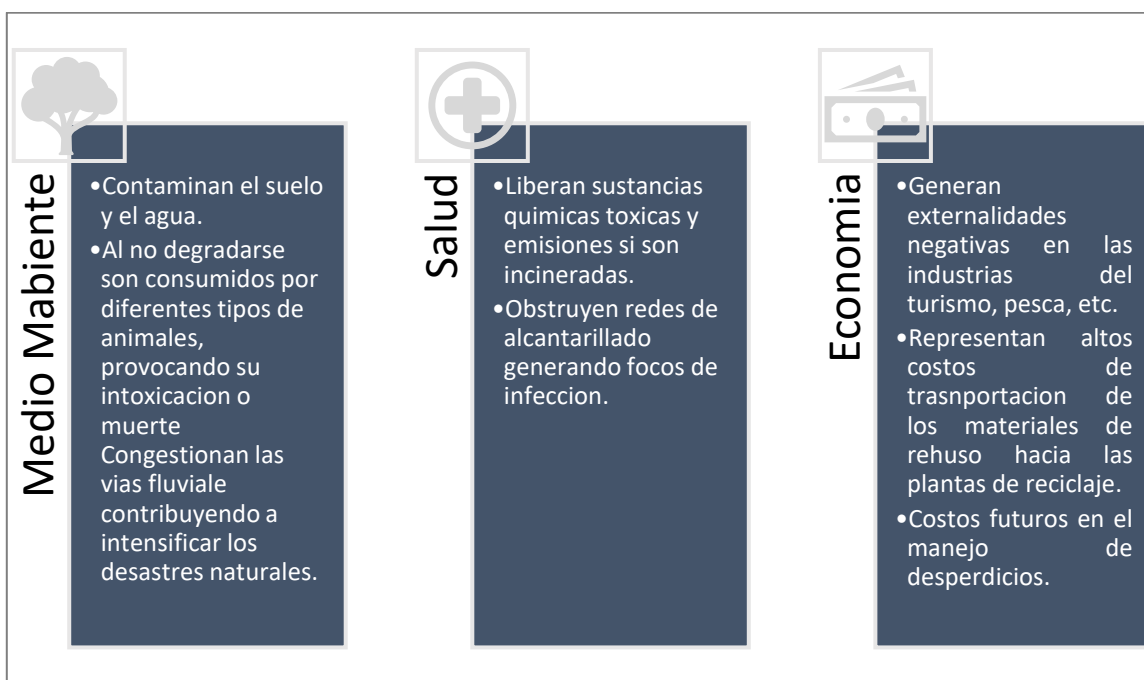 Medio Mabiente
•Contaminan el suelo
y el agua.
•Al no degradarse
son consumidos por
diferentes tipos de
animales,
provocando su
intoxicacion o
muerte
Congestionan las
vias fluviale
contribuyendo a
intensificar los
desastres naturales.
Salud
•Liberan sustancias
quimicas toxicas y
emisiones si son
incineradas.
•Obstruyen redes de
alcantarillado
generando focos de
infeccion.
Economia
•Generan
externalidades
negativas en las
industrias del
turismo, pesca, etc.
•Representan altos
costos de
trasnportacion de
los materiales de
rehuso hacia las
plantas de reciclaje.
•Costos futuros en el
manejo de
desperdicios.